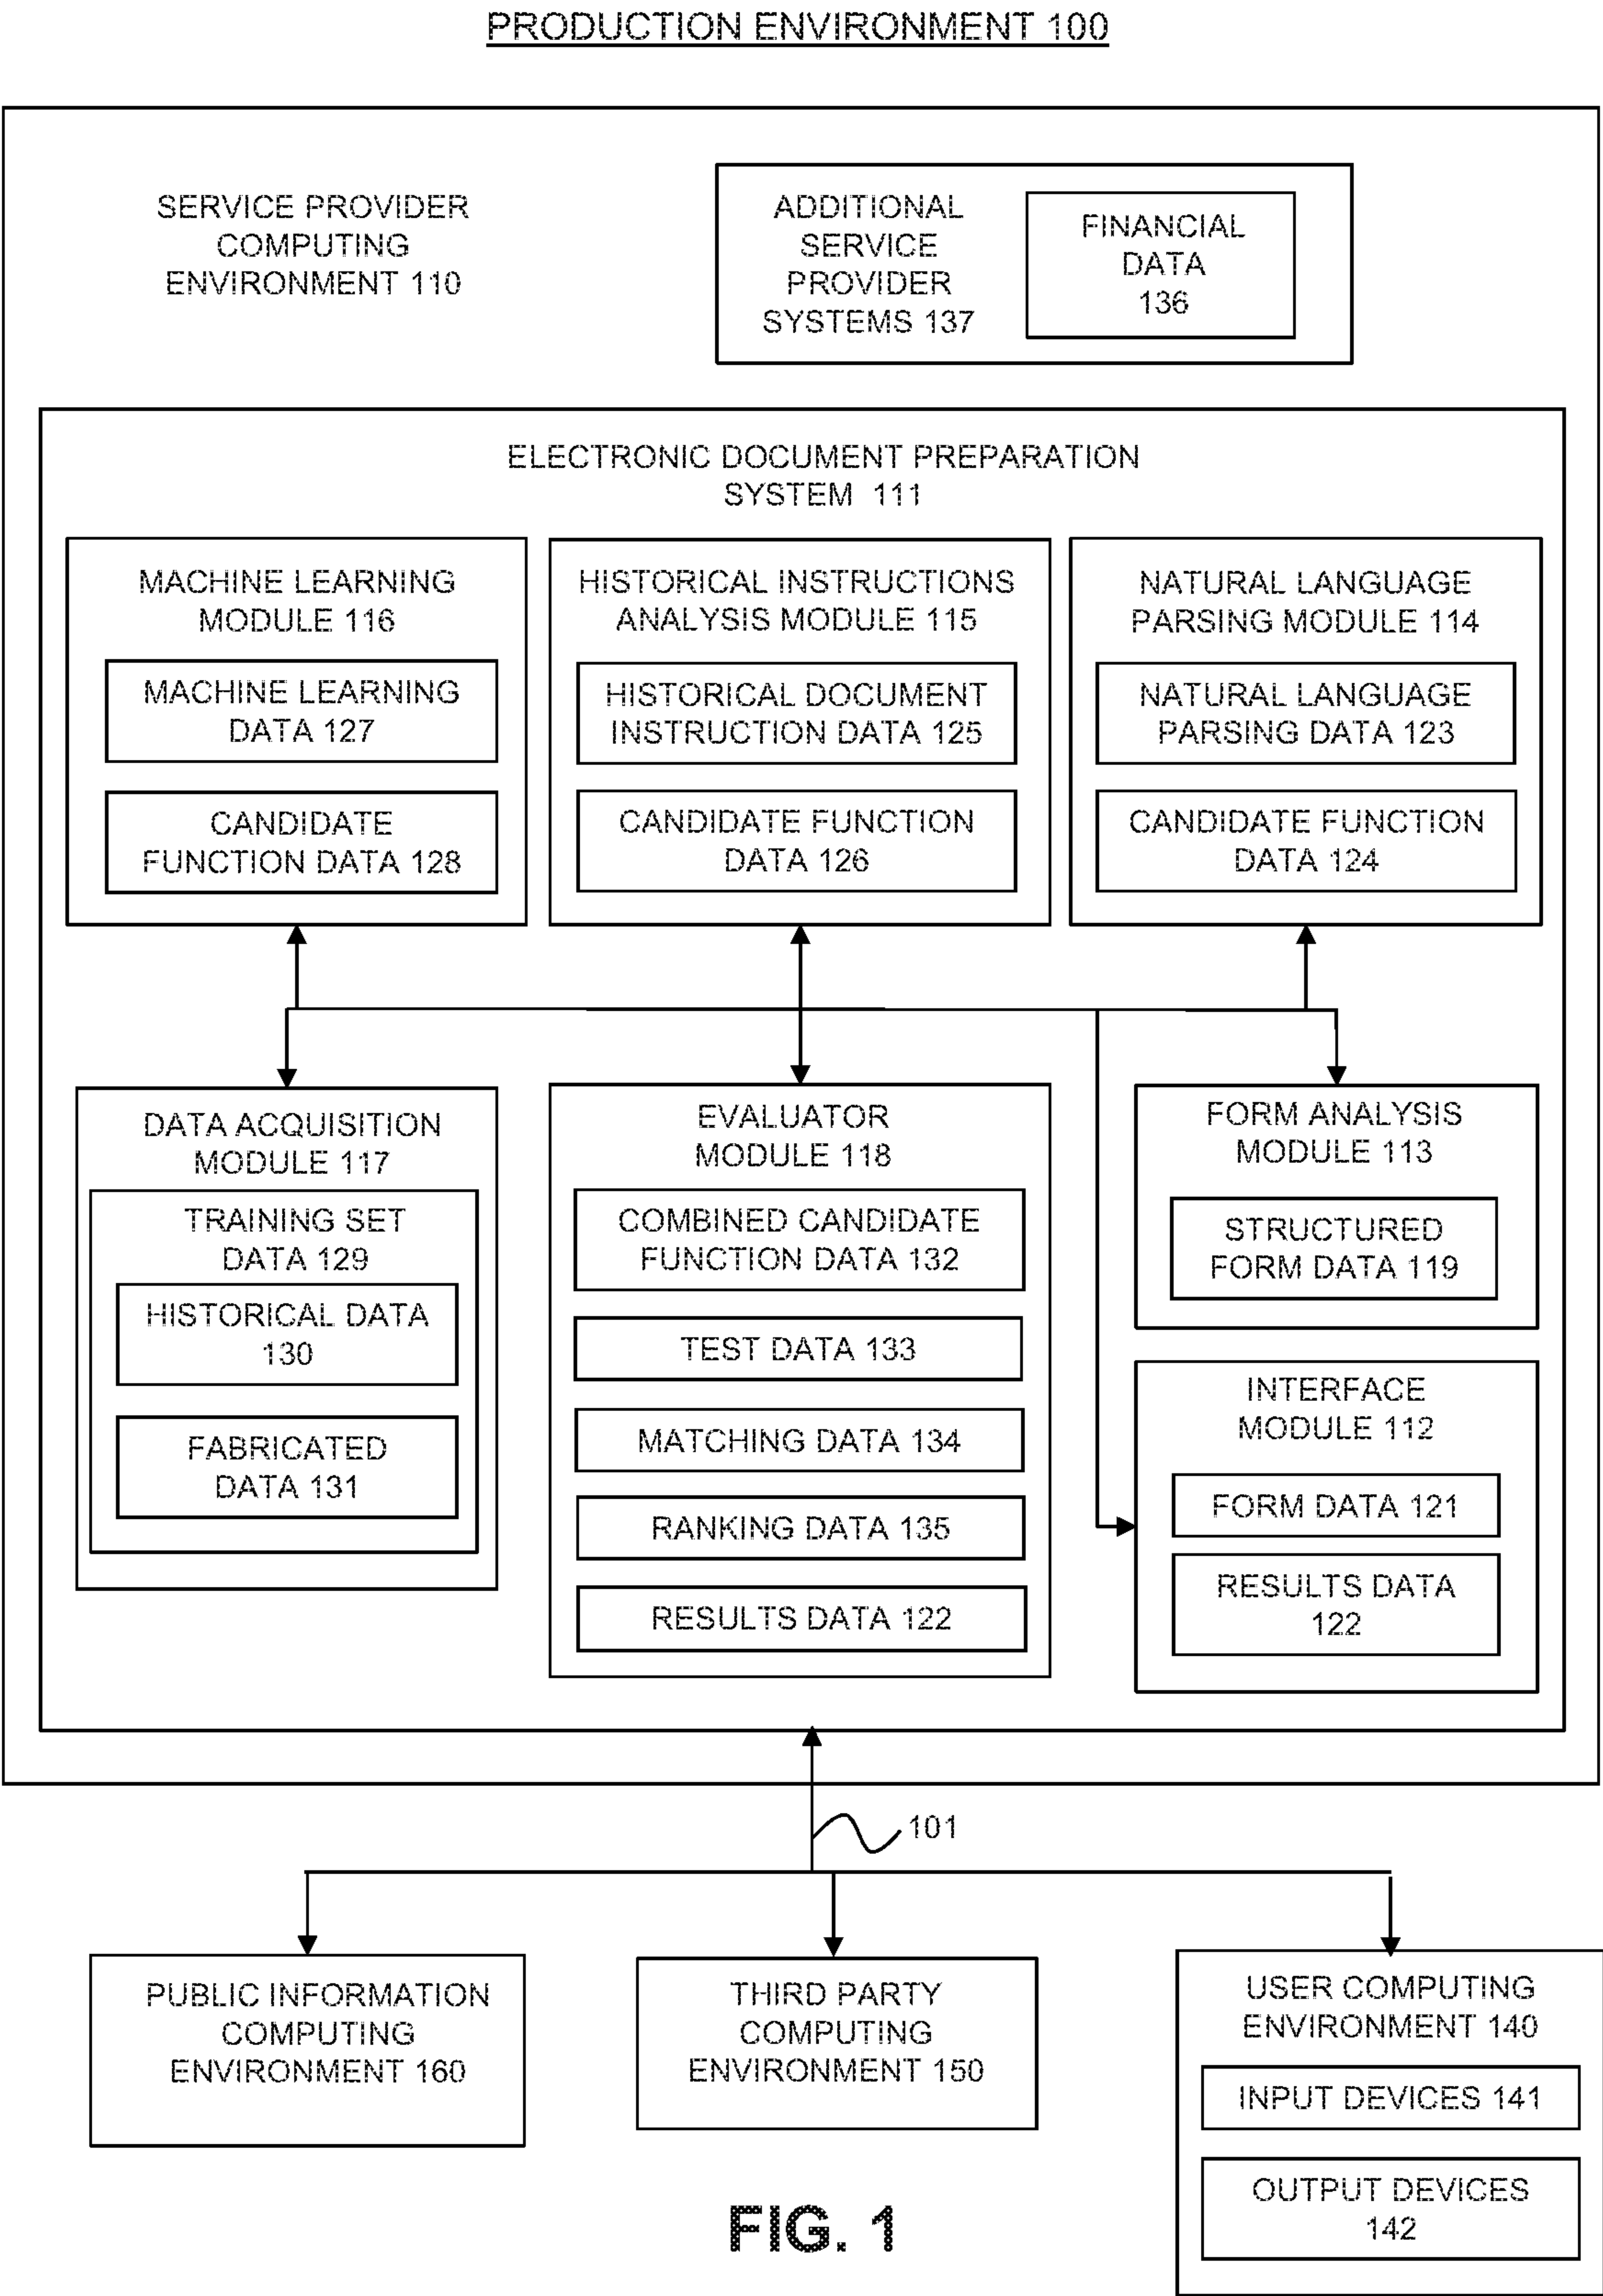 PRODUCTION ENVIRONMENT 100
SERVICE PROVIDER
COMPUTING
ENVIRONMENT 110
ADDITIONAL
SERVICE
PROVIDER
SYSTEMS 137
FINANCIAL
DATA
136
ELECTRONIC DOCUMENT PREPARATION
SYSTEM 111
MACHINE LEARNING
MODULE 116
MACHINE LEARNING
DATA 127
CANDIDATE
FUNCTION DATA 128
HISTORICAL INSTRUCTIONS
ANALYSIS MODULE 115
HISTORICAL DOCUMENT
INSTRUCTION DATA 125
CANDIDATE FUNCTION
DATA 126
NATURAL LANGUAGE
PARSING MODULE 114
NATURAL LANGUAGE
PARSING DATA 123
CANDIDATE FUNCTION
DATA 124
DATA ACQUISITION
MODULE 117
TRAINING SET
DATA 129
HISTORICAL DATA
130
FABRICATED
DATA 131
EVALUATOR
MODULE 118
COMBINED CANDIDATE
FUNCTION DATA 132
TEST DATA 133
MATCHING DATA 134
RANKING DATA 135
RESULTS DATA 122
FORM ANALYSIS
MODULE 113
STRUCTURED
FORM DATA 119
INTERFACE
MODULE 112
FORM DATA 121
RESULTS DATA
122
101
PUBLIC INFORMATION
COMPUTING
ENVIRONMENT 160
THIRD PARTY
COMPUTING
ENVIRONMENT 150
USER COMPUTING
ENVIRONMENT 140
INPUT DEVICES 141
OUTPUT DEVICES
142
FIG. 1